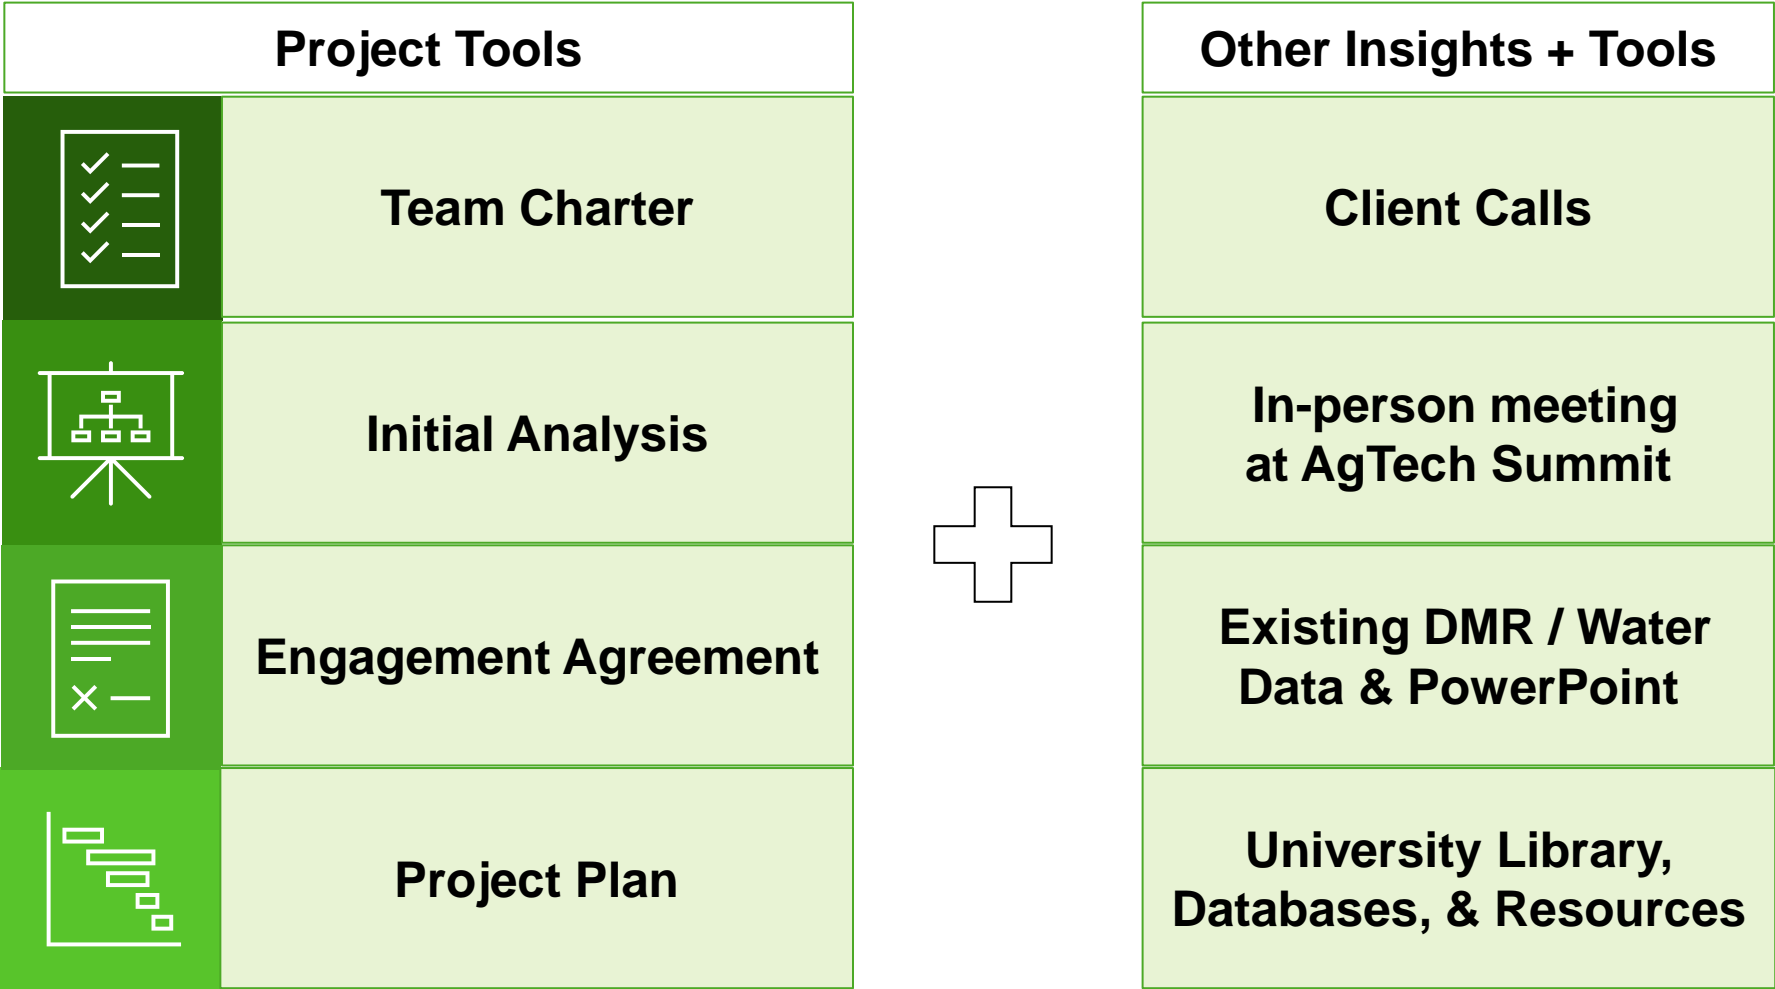 Project Tools
Team Charter
Initial Analysis
Engagement Agreement
Project Plan
Other Insights + Tools
Client Calls
In-person meeting
at AgTech Summit
Existing DMR / Water
Data & PowerPoint
University Library,
Databases, & Resources